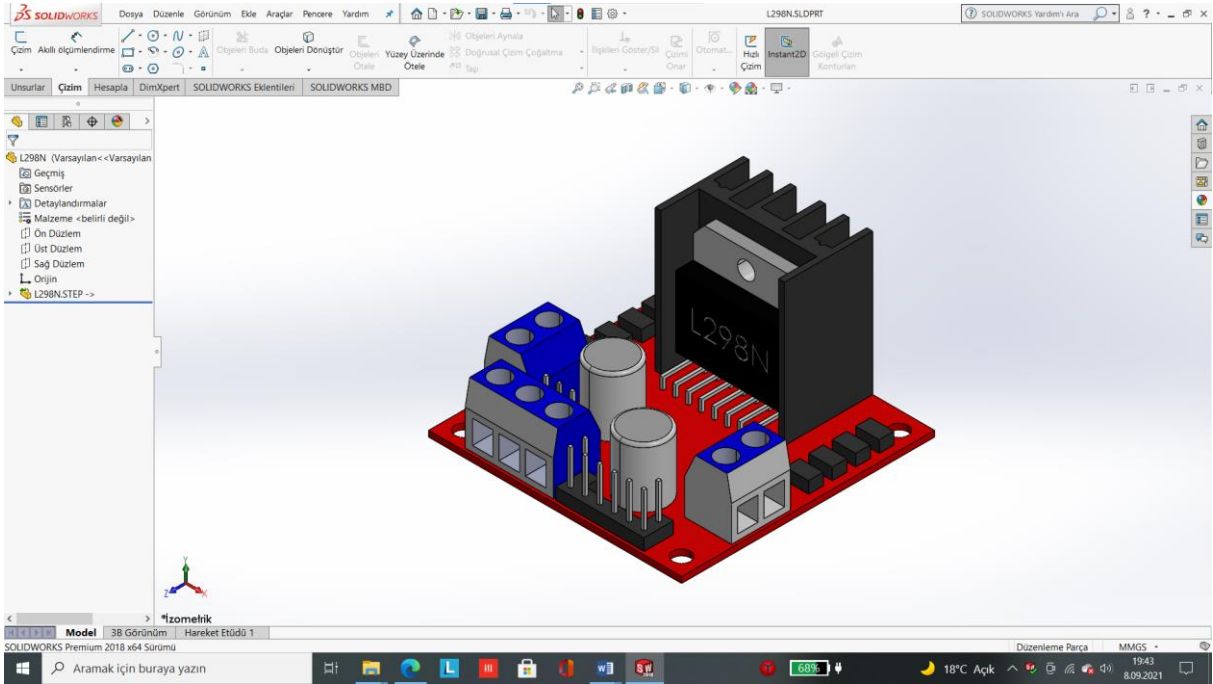 SOLIDWORKS Dosya Düzenle Görünüm Ekle Araçlar Pencere Yardım L298N.SLDPRT SOLIDWORKS Yardım'ı Ara
Çizim Akıllı ölçümlendirme Objeleri Buda Objeleri Dönüştür Objeleri Ötele Yüzey Üzerinde Ötele Objeleri Aynala Doğrusal Çizim Çoğaltma Taşı İlişkileri Göster/Sil Çizimi Onar Otomat... Hızlı Çizim Instant2D Gölgeli Çizim Konturları
Unsurlar Çizim Hesapla DimXpert SOLIDWORKS Eklentileri SOLIDWORKS MBD
L298N (Varsayılan<<Varsayılan
Geçmiş
Sensörler
Detaylandırmalar
Malzeme <belirli değil>
Ön Düzlem
Üst Düzlem
Sağ Düzlem
Orijin
L298N.STEP ->
L298N
Y
Z X
*İzometrik
Model 3B Görünüm Hareket Etüdü 1
SOLIDWORKS Premium 2018 x64 Sürümü Düzenleme Parça MMGS
Aramak için buraya yazın 68% 18°C Açık 19:43
8.09.2021